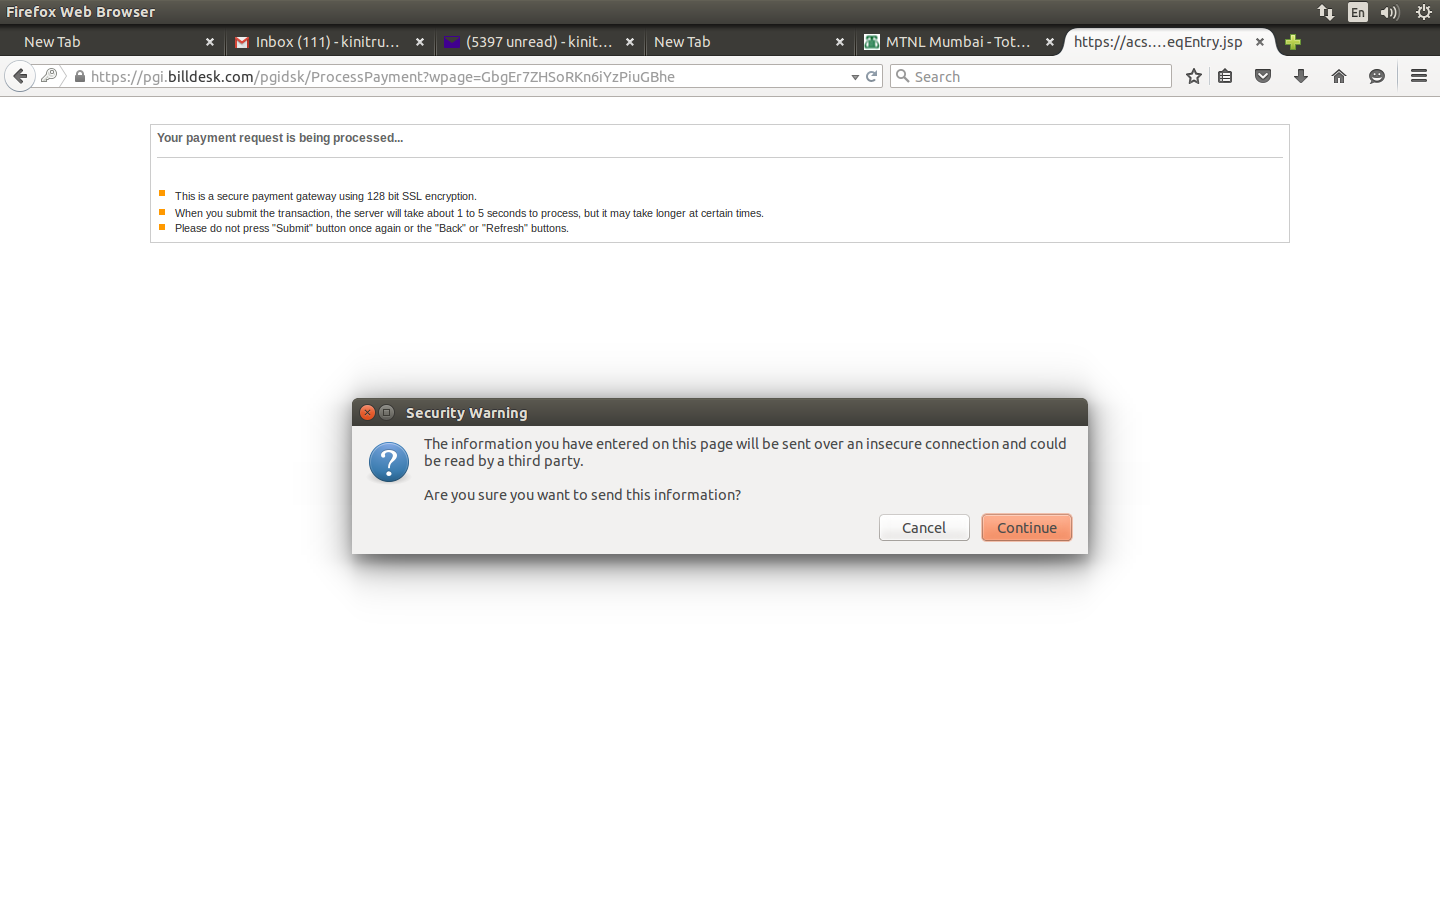 Firefox Web Browser
En
New Tab
Inbox (111) - kinitru...
(5397 unread) - kinit...
New Tab
MTNL Mumbai - Tot...
https://acs....eqEntry.jsp
https://pgi.billdesk.com/pgidsk/ProcessPayment?wpage=GbgEr7ZHSoRKn6iYzPiuGBhe
Search
Your payment request is being processed...
This is a secure payment gateway using 128 bit SSL encryption.
When you submit the transaction, the server will take about 1 to 5 seconds to process, but it may take longer at certain times.
Please do not press "Submit" button once again or the "Back" or "Refresh" buttons.
Security Warning
The information you have entered on this page will be sent over an insecure connection and could
be read by a third party.
Are you sure you want to send this information?
Cancel
Continue